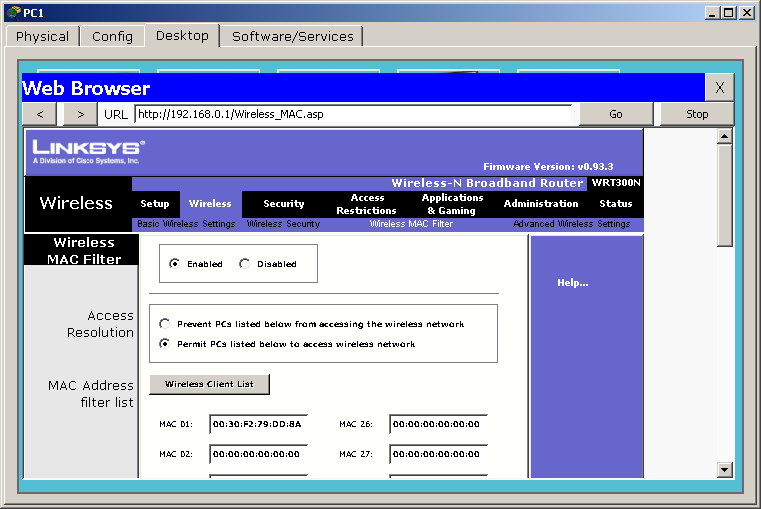 PC1
Physical Config Desktop Software/Services
Web Browser X
< > URL http://192.168.0.1/Wireless_MAC.asp Go Stop
LINKSYS®
A Division of Cisco Systems, Inc.
Firmware Version: v0.93.3
Wireless-N Broadband Router WRT300N
Wireless
Setup Wireless Security Access Restrictions Applications & Gaming Administration Status
Basic Wireless Settings Wireless Security Wireless MAC Filter Advanced Wireless Settings
Wireless
MAC Filter
Enabled Disabled
Help...
Access
Resolution
Prevent PCs listed below from accessing the wireless network
Permit PCs listed below to access wireless network
MAC Address
filter list
Wireless Client List
MAC 01: 00:30:F2:79:DD:8A MAC 26: 00:00:00:00:00:00
MAC 02: 00:00:00:00:00:00 MAC 27: 00:00:00:00:00:00